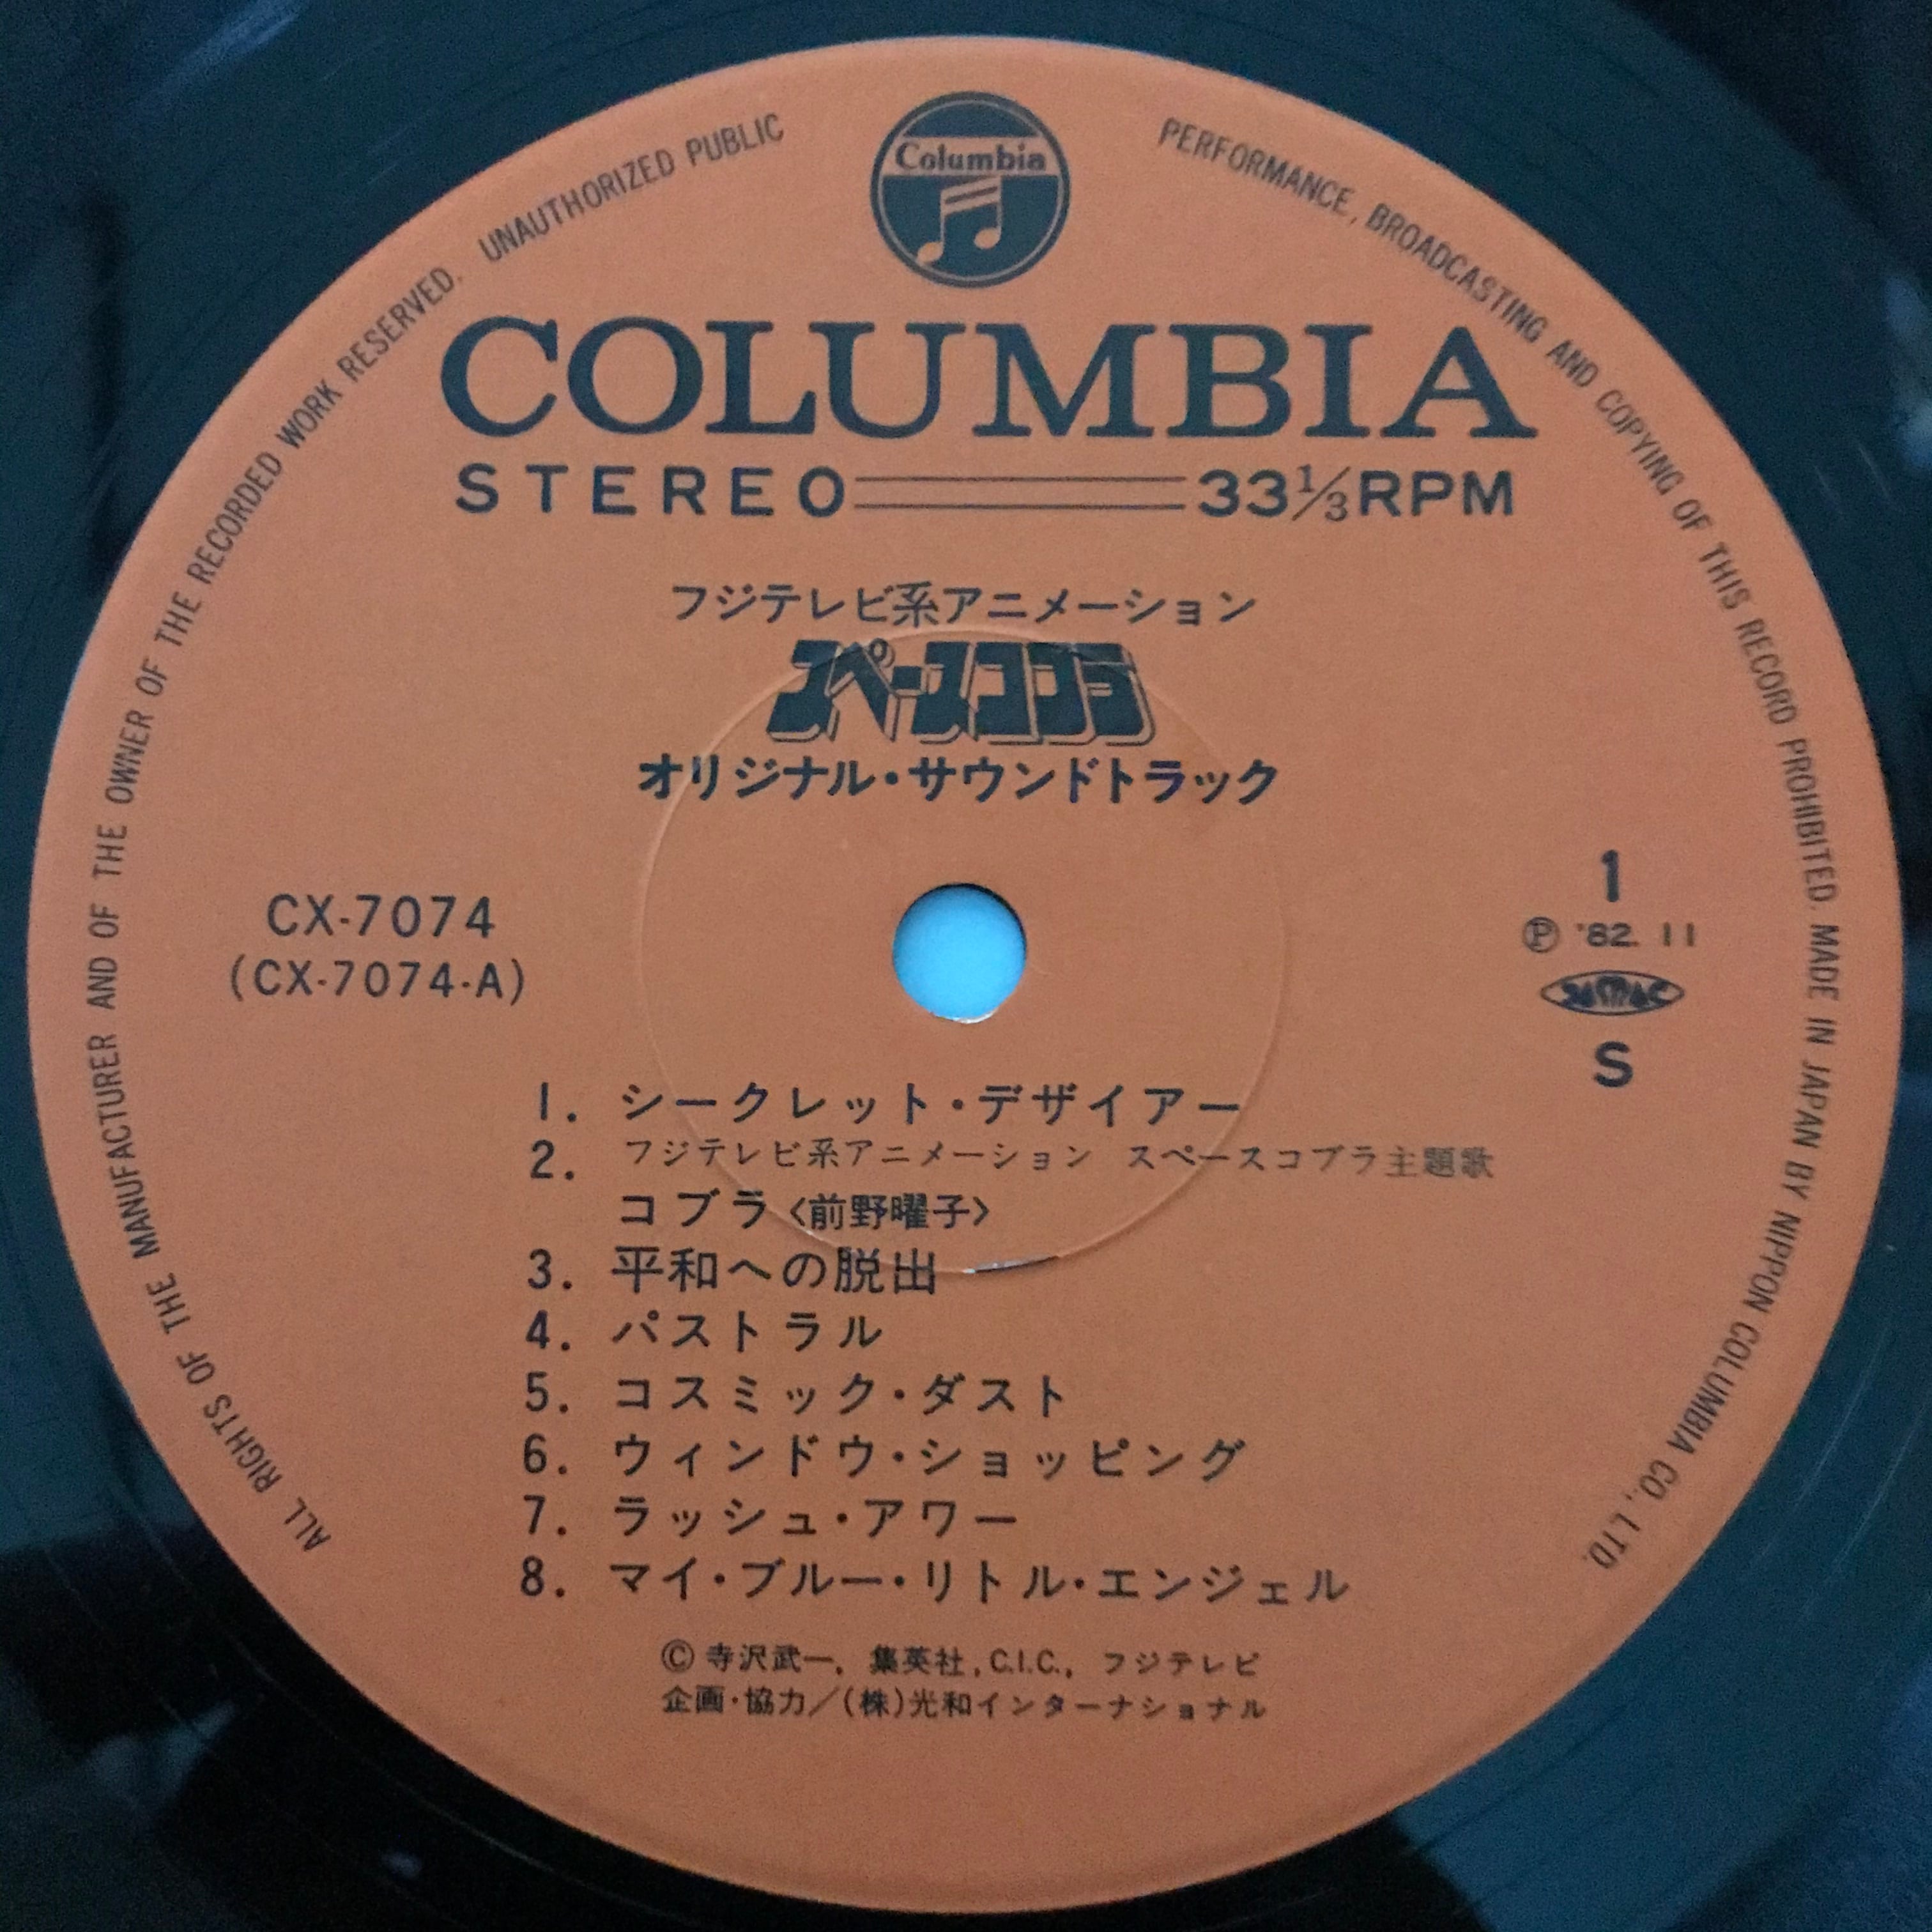 Columbia
COLUMBIA
STEREO 33⅓RPM
フジテレビ系アニメーション
スペースコブラ
オリジナル・サウンドトラック
CX-7074
(CX-7074-A)
1
Ⓟ '82. 11
S
1. シークレット・デザイアー
2. フジテレビ系アニメーション スペースコブラ主題歌
コブラ〈前野曜子〉
3. 平和への脱出
4. パストラル
5. コスミック・ダスト
6. ウィンドウ・ショッピング
7. ラッシュ・アワー
8. マイ・ブルー・リトル・エンジェル
© 寺沢武一, 集英社, C.I.C., フジテレビ
企画・協力/(株)光和インターナショナル
ALL RIGHTS OF THE MANUFACTURER AND OF THE OWNER OF THE RECORDED WORK RESERVED. UNAUTHORIZED PUBLIC PERFORMANCE, BROADCASTING AND COPYING OF THIS RECORD PROHIBITED. MADE IN JAPAN BY NIPPON COLUMBIA CO., LTD.